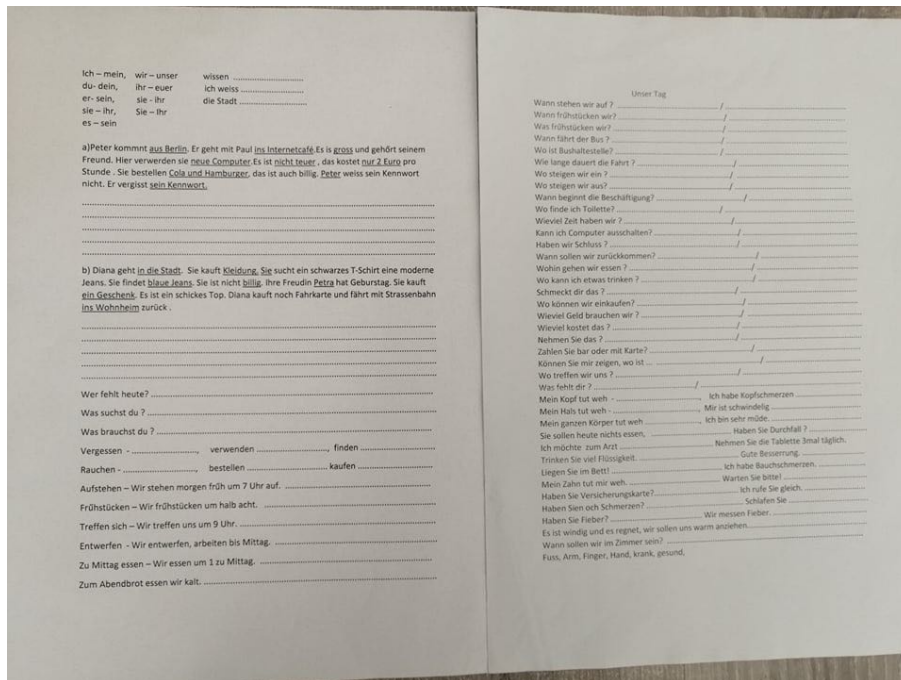 Ich – mein, wir – unser wissen ............................
du- dein, ihr – euer ich weiss .........................
er- sein, sie - ihr die Stadt ...........................
sie – ihr, Sie – Ihr
es – sein
a)Peter kommnt aus Berlin. Er geht mit Paul ins Internetcafé.Es is gross und gehört seinem
Freund. Hier verwerden sie neue Computer.Es ist nicht teuer , das kostet nur 2 Euro pro
Stunde . Sie bestellen Cola und Hamburger, das ist auch billig. Peter weiss sein Kennwort
nicht. Er vergisst sein Kennwort.
b) Diana geht in die Stadt. Sie kauft Kleidung. Sie sucht ein schwarzes T-Shirt eine moderne
Jeans. Sie findet blaue Jeans. Sie ist nicht billig. Ihre Freudin Petra hat Geburstag. Sie kauft
ein Geschenk. Es ist ein schickes Top. Diana kauft noch Fahrkarte und fährt mit Strassenbahn
ins Wohnheim zurück .
Wer fehlt heute?
Was suchst du ?
Was brauchst du ?
Vergessen - ........................, verwenden ........................, finden ........................
Rauchen - ........................, bestellen ........................ kaufen ........................
Aufstehen – Wir stehen morgen früh um 7 Uhr auf.
Frühstücken – Wir frühstücken um halb acht.
Treffen sich – Wir treffen uns um 9 Uhr.
Entwerfen - Wir entwerfen, arbeiten bis Mittag.
Zu Mittag essen – Wir essen um 1 zu Mittag.
Zum Abendbrot essen wir kalt.
Unser Tag
Wann stehen wir auf ? ........................ / ........................
Wann frühstücken wir? ........................ / ........................
Was frühstücken wir? ........................ / ........................
Wann fährt der Bus ? ........................ / ........................
Wo ist Bushaltestelle? ........................ / ........................
Wie lange dauert die Fahrt ? ........................ / ........................
Wo steigen wir ein ? ........................ / ........................
Wo steigen wir aus? ........................ / ........................
Wann beginnt die Beschäftigung? ........................ / ........................
Wo finde ich Toilette? ........................ / ........................
Wieviel Zeit haben wir ? ........................ / ........................
Kann ich Computer ausschalten? ........................ / ........................
Haben wir Schluss ? ........................ / ........................
Wann sollen wir zurückkommen? ........................ / ........................
Wohin gehen wir essen ? ........................ / ........................
Wo kann ich etwas trinken ? ........................ / ........................
Schmeckt dir das ? ........................ / ........................
Wo können wir einkaufen? ........................ / ........................
Wieviel Geld brauchen wir ? ........................ / ........................
Wieviel kostet das ? ........................ / ........................
Nehmen Sie das ? ........................ / ........................
Zahlen Sie bar oder mit Karte? ........................ / ........................
Können Sie mir zeigen, wo ist ... ........................ / ........................
Wo treffen wir uns ? ........................ / ........................
Was fehlt dir ? ........................ / ........................
Mein Kopf tut weh - ........................, Ich habe Kopfschmerzen ........................
Mein Hals tut weh - ........................, Mir ist schwindelig ........................
Mein ganzen Körper tut weh ........................, Ich bin sehr müde. ........................
Sie sollen heute nichts essen, ........................ Haben Sie Durchfall ? ........................
Ich möchte zum Arzt ........................ Nehmen Sie die Tablette 3mal täglich.
Trinken Sie viel Flüssigkeit. ........................ Gute Besserrung. ........................
Liegen Sie im Bett! ........................ Ich habe Bauchschmerzen. ........................
Mein Zahn tut mir weh. ........................ Warten Sie bitte! ........................
Haben Sie Versicherungskarte? ........................ Ich rufe Sie gleich. ........................
Haben Sien och Schmerzen? ........................ Schlafen Sie ........................
Haben Sie Fieber? ........................ Wir messen Fieber. ........................
Es ist windig und es regnet, wir sollen uns warm anziehen. ........................
Wann sollen wir im Zimmer sein? ........................
Fuss, Arm, Finger, Hand, krank, gesund,